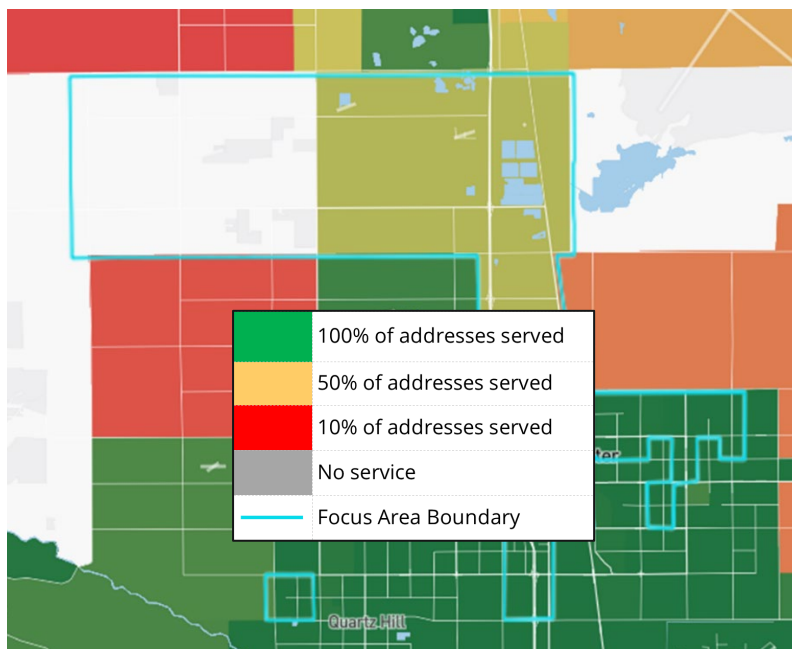 100% of addresses served
50% of addresses served
10% of addresses served
No service
ter
Focus Area Boundary
Quartz Hill